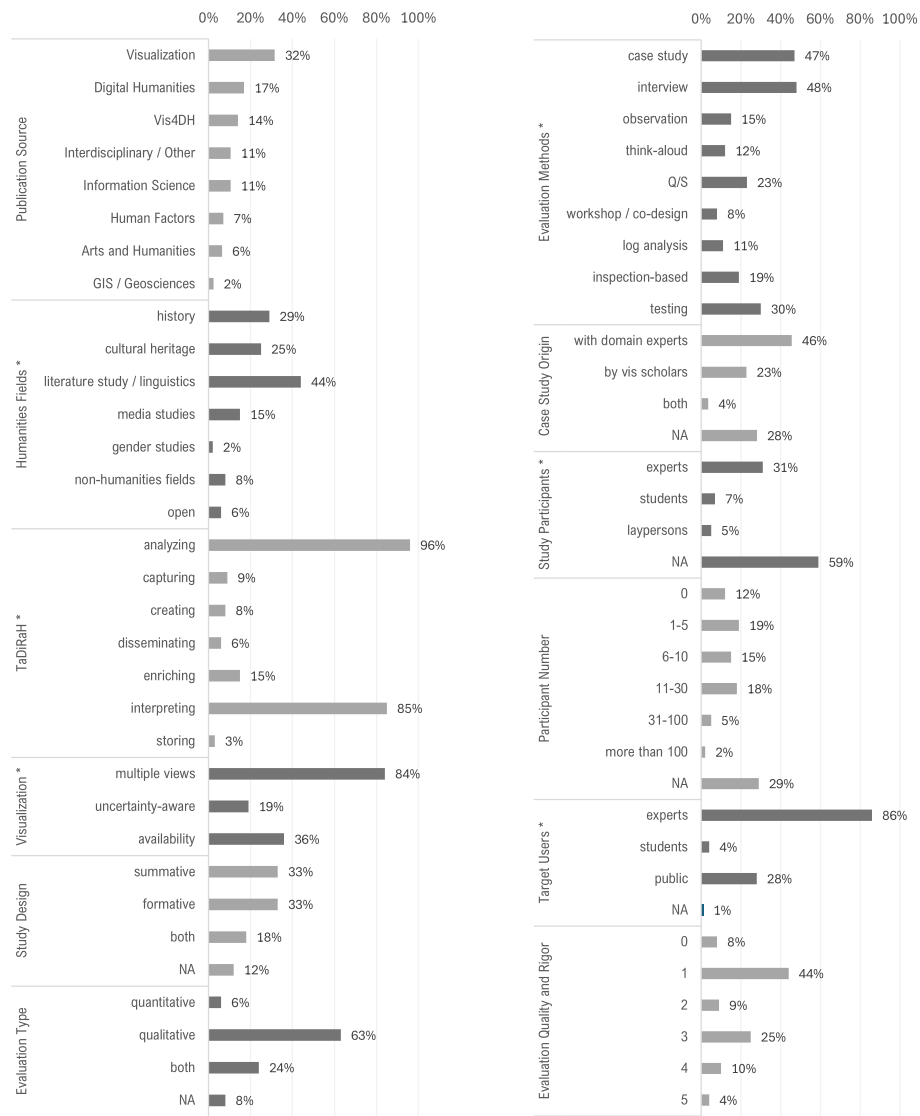 0% 20% 40% 60% 80% 100%
Publication Source
Visualization 32%
Digital Humanities 17%
Vis4DH 14%
Interdisciplinary / Other 11%
Information Science 11%
Human Factors 7%
Arts and Humanities 6%
GIS / Geosciences 2%
Humanities Fields *
history 29%
cultural heritage 25%
literature study / linguistics 44%
media studies 15%
gender studies 2%
non-humanities fields 8%
open 6%
TaDiRaH *
analyzing 96%
capturing 9%
creating 8%
disseminating 6%
enriching 15%
interpreting 85%
storing 3%
Visualization *
multiple views 84%
uncertainty-aware 19%
availability 36%
Study Design
summative 33%
formative 33%
both 18%
NA 12%
Evaluation Type
quantitative 6%
qualitative 63%
both 24%
NA 8%
0% 20% 40% 60% 80% 100%
Evaluation Methods *
case study 47%
interview 48%
observation 15%
think-aloud 12%
Q/S 23%
workshop / co-design 8%
log analysis 11%
inspection-based 19%
testing 30%
Case Study Origin
with domain experts 46%
by vis scholars 23%
both 4%
NA 28%
Study Participants *
experts 31%
students 7%
laypersons 5%
NA 59%
Participant Number
0 12%
1-5 19%
6-10 15%
11-30 18%
31-100 5%
more than 100 2%
NA 29%
Target Users *
experts 86%
students 4%
public 28%
NA 1%
Evaluation Quality and Rigor
0 8%
1 44%
2 9%
3 25%
4 10%
5 4%